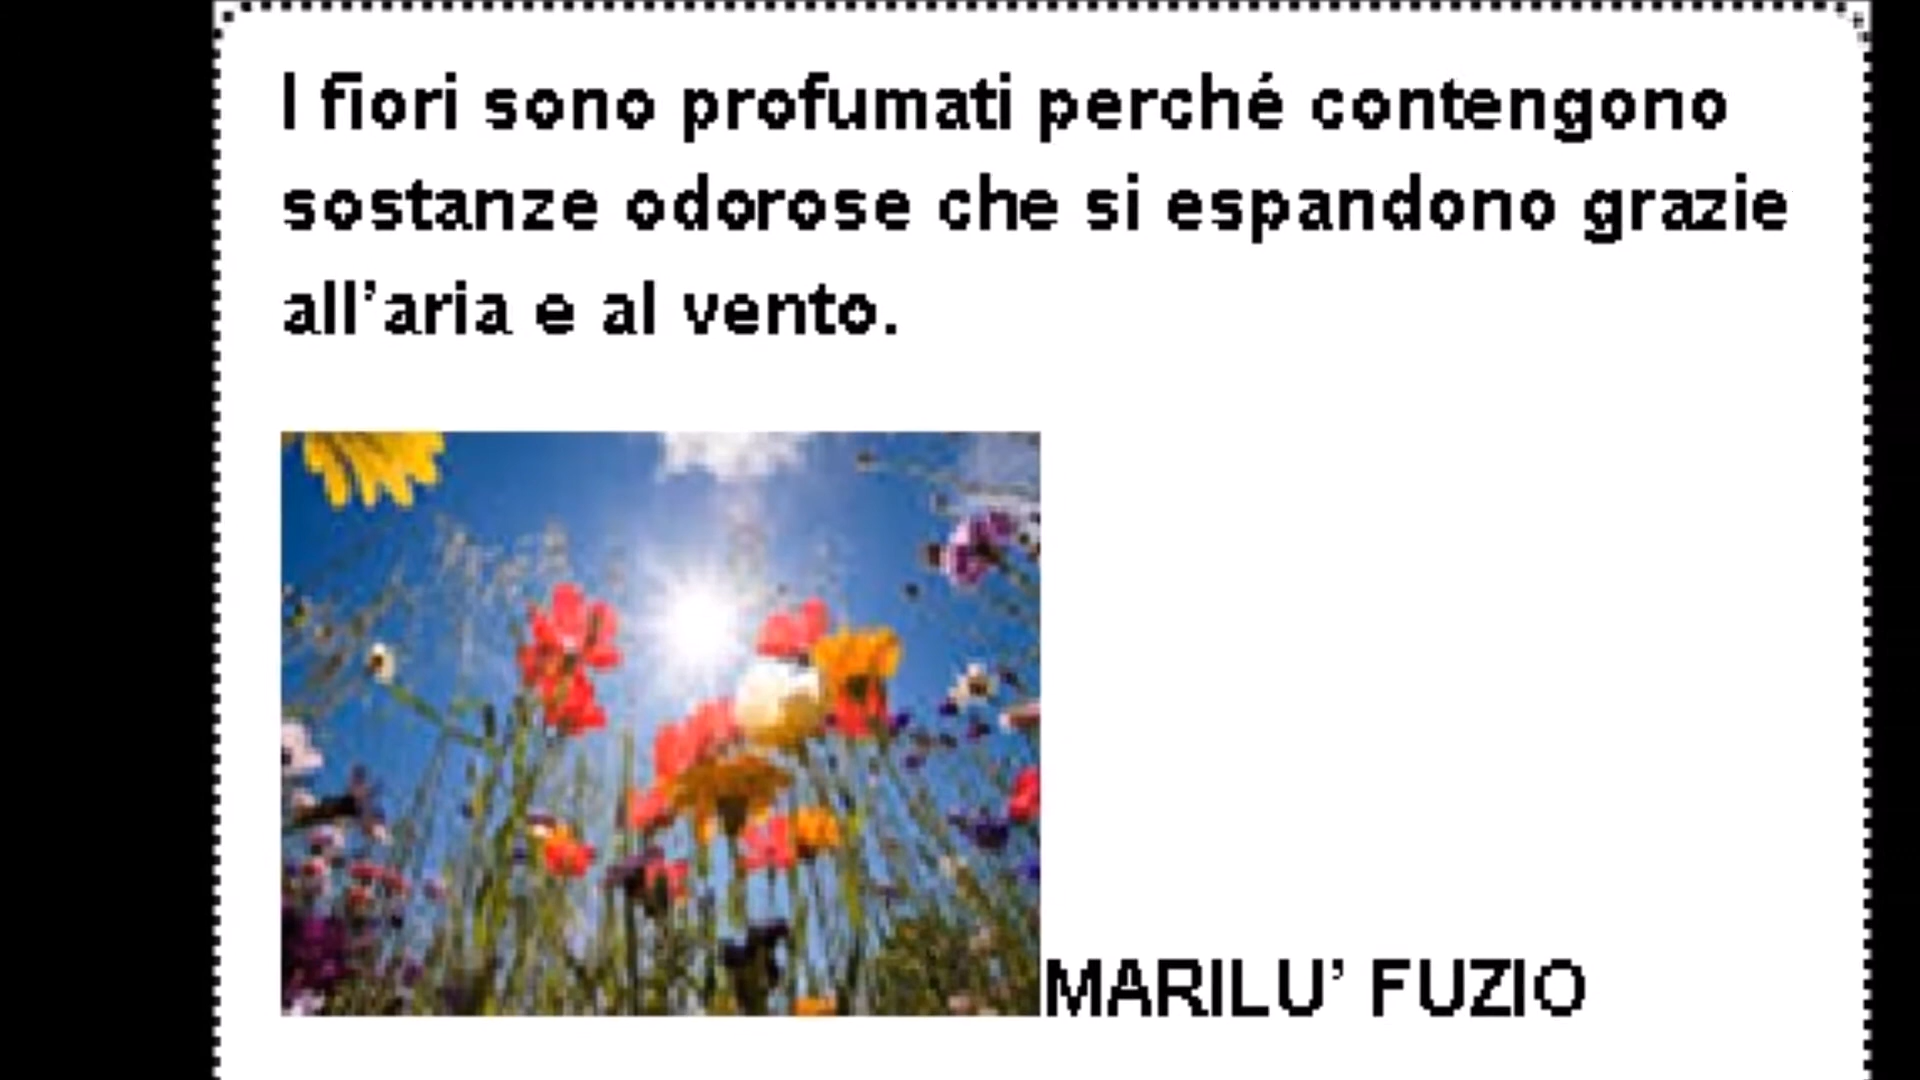 I fiori sono profumati perché contengono
sostanze odorose che si espandono grazie
all’aria e al vento.
MARILU’ FUZIO